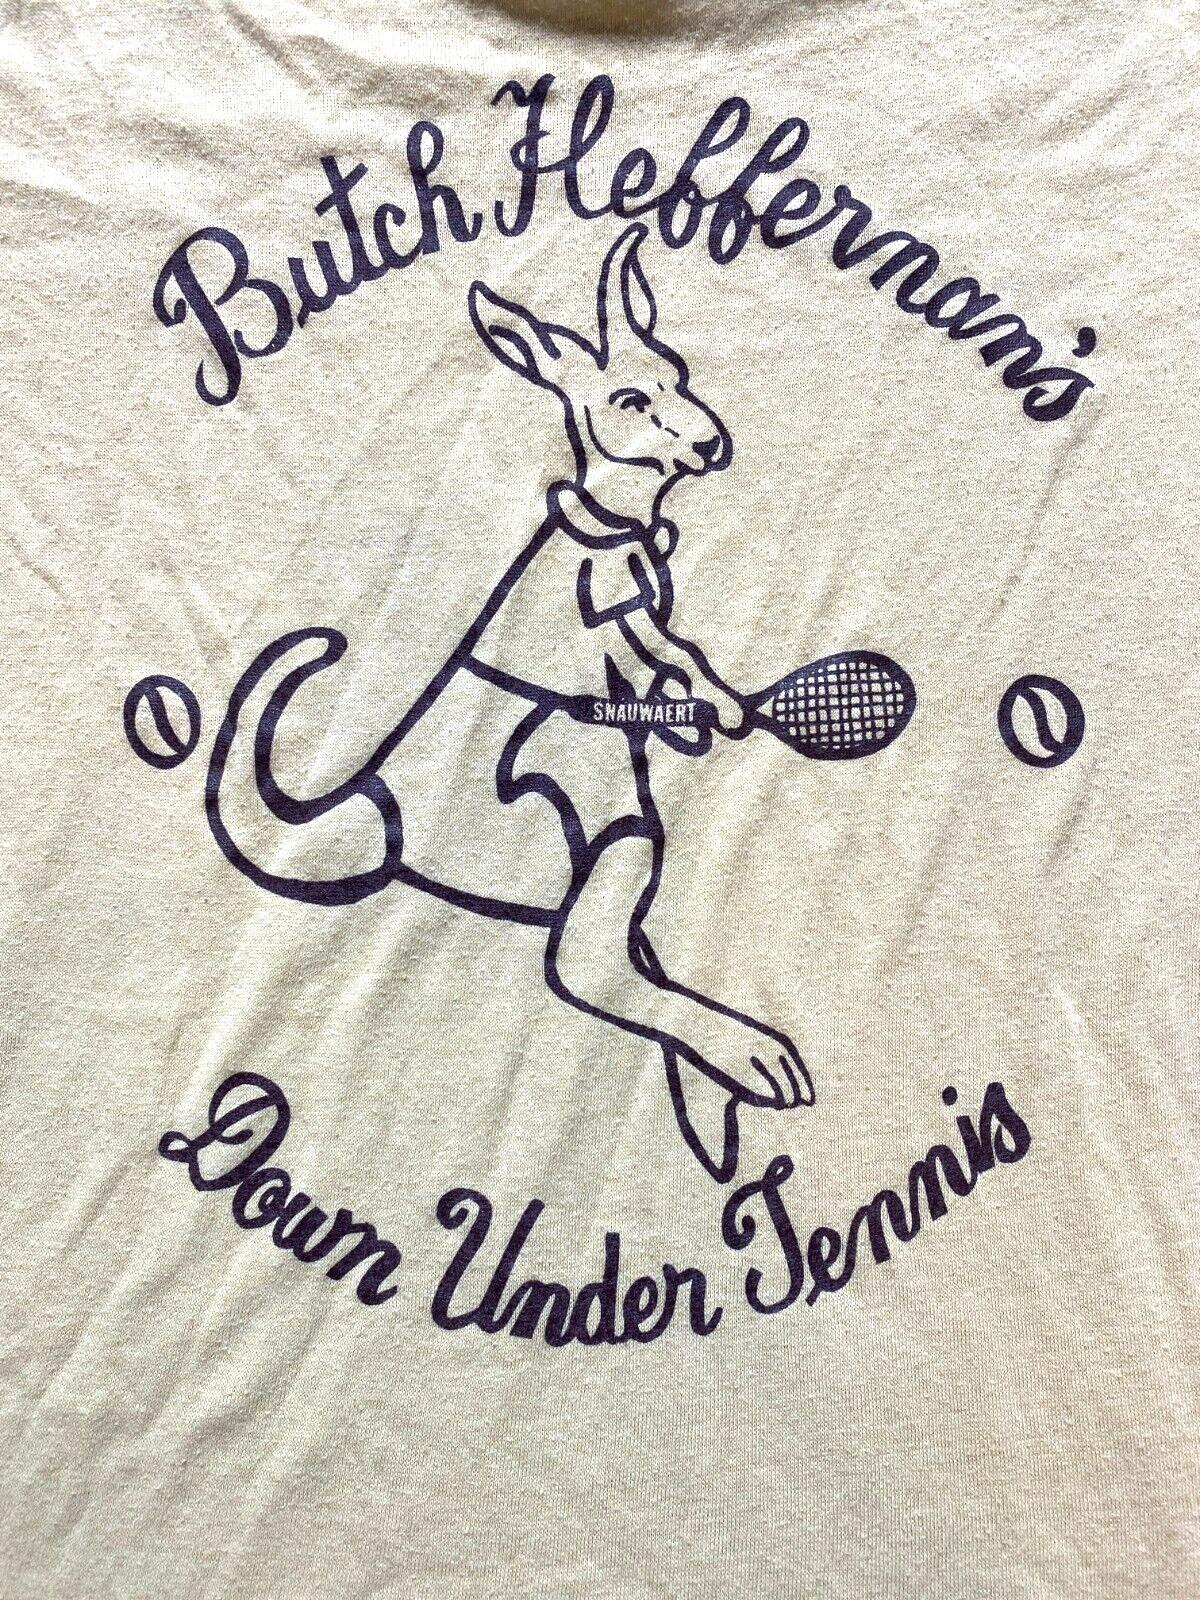 Butch Heffernan's
SNAUWAERT
Down Under Tennis